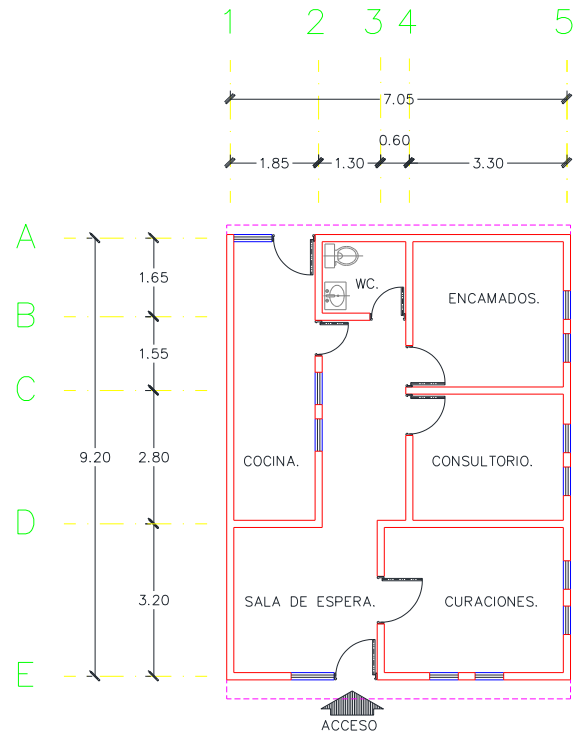 1 2 3 4 5
7.05
0.60
1.85 1.30 3.30
A
1.65
WC.
ENCAMADOS.
B
1.55
C
9.20 2.80
COCINA.
CONSULTORIO.
D
3.20
SALA DE ESPERA.
CURACIONES.
E
ACCESO